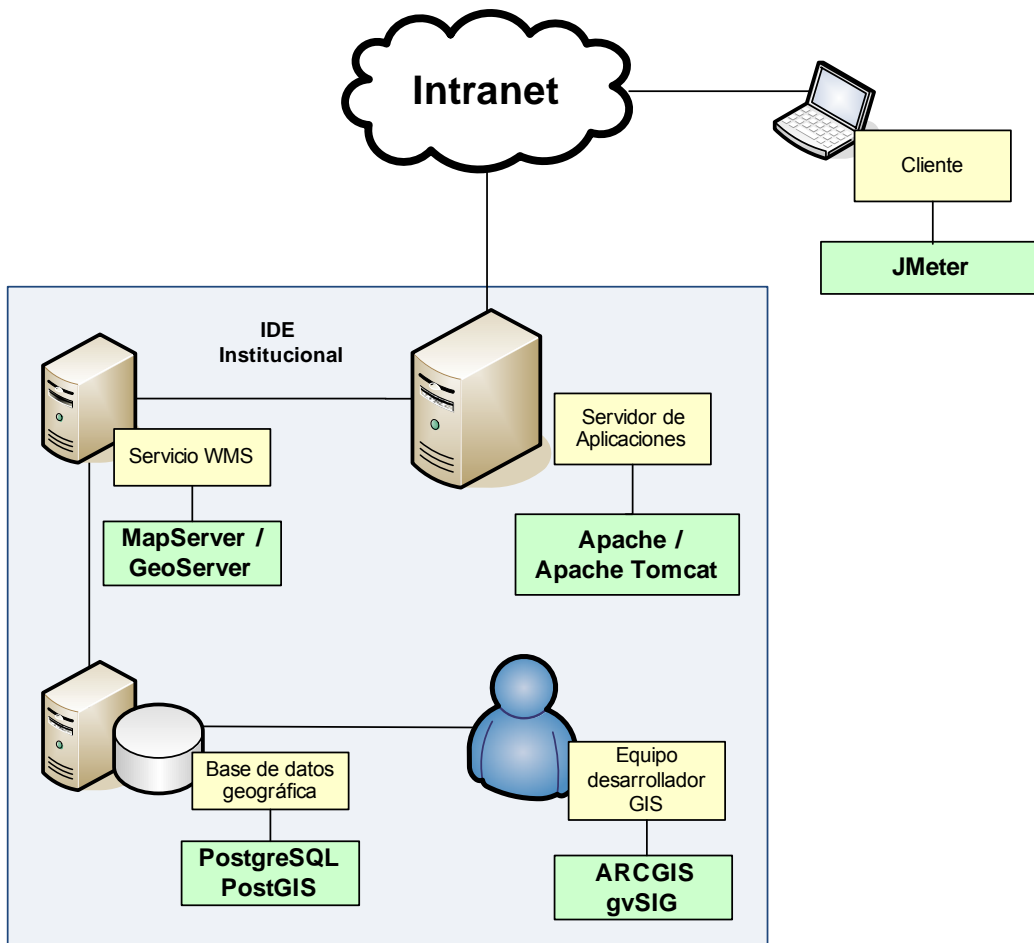 Intranet
Cliente
JMeter
IDE
Institucional
Servidor de
Aplicaciones
Servicio WMS
MapServer /
GeoServer
Apache /
Apache Tomcat
Base de datos
geográfica
Equipo
desarrollador
GIS
PostgreSQL
PostGIS
ARCGIS
gvSIG